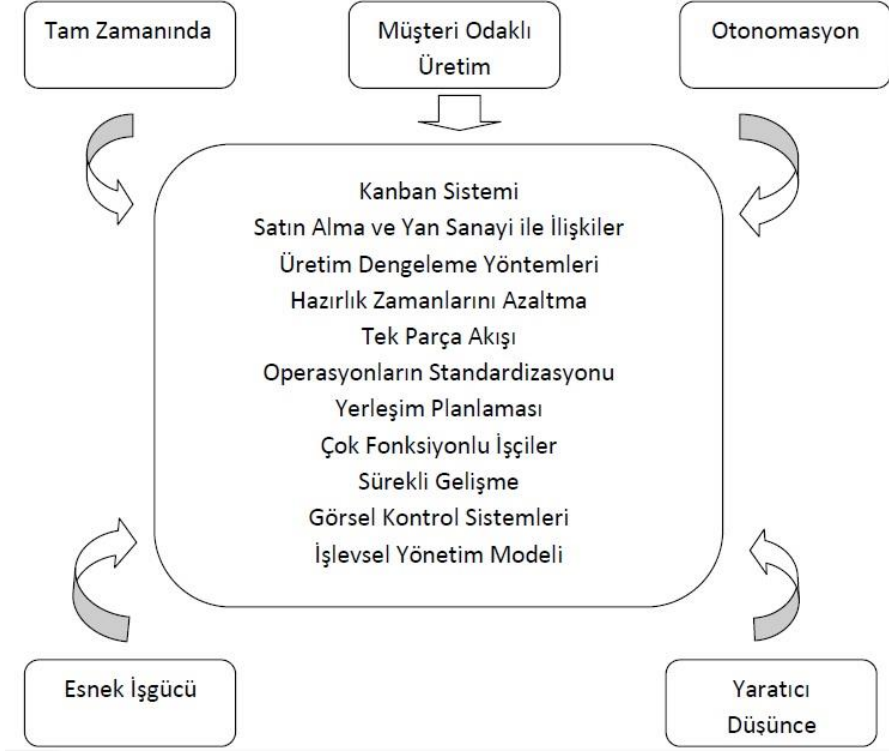 Tam Zamanında
Müşteri Odaklı
Üretim
Otonomasyon
Kanban Sistemi
Satın Alma ve Yan Sanayi ile İlişkiler
Üretim Dengeleme Yöntemleri
Hazırlık Zamanlarını Azaltma
Tek Parça Akışı
Operasyonların Standardizasyonu
Yerleşim Planlaması
Çok Fonksiyonlu İşçiler
Sürekli Gelişme
Görsel Kontrol Sistemleri
İşlevsel Yönetim Modeli
Esnek İşgücü
Yaratıcı
Düşünce